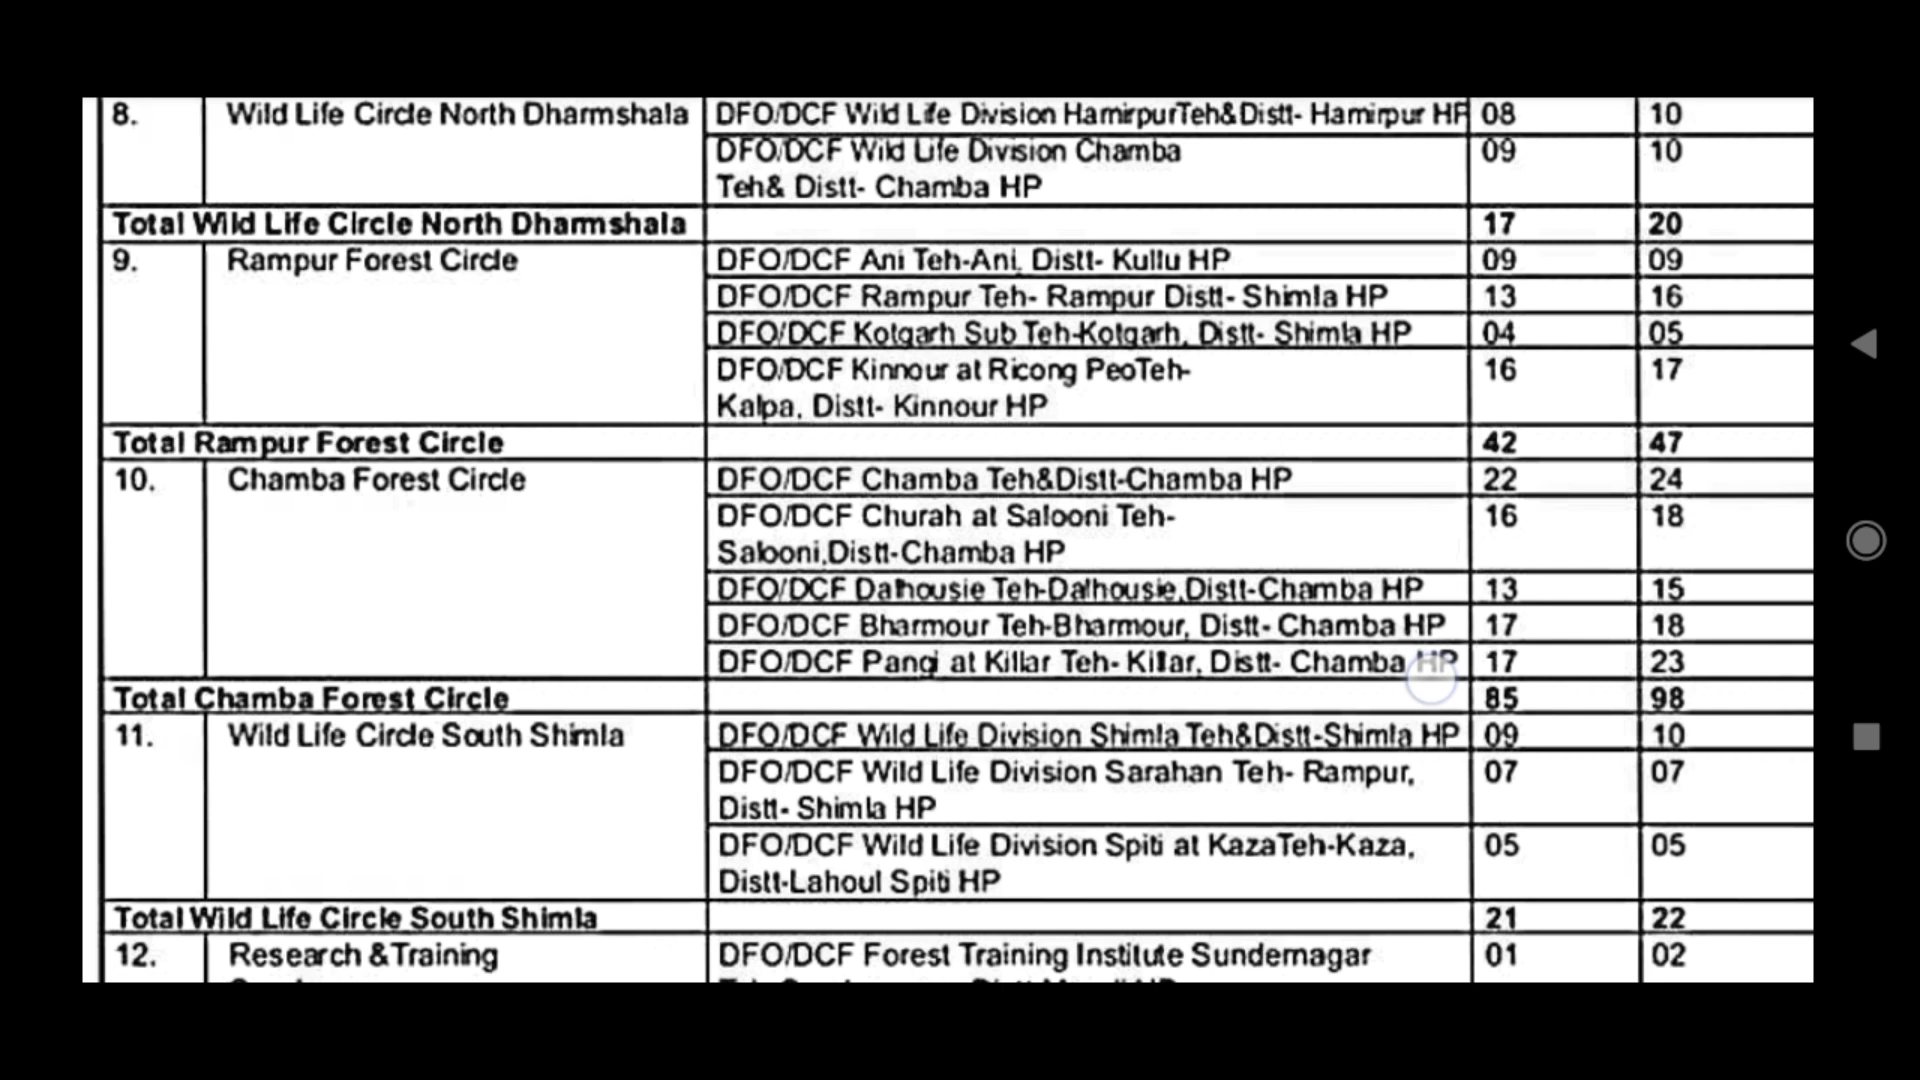 8. Wild Life Circle North Dharmshala DFO/DCF Wild Life Division HamirpurTeh&Distt- Hamirpur HP 08 10
DFO/DCF Wild Life Division Chamba 09 10
Teh& Distt- Chamba HP
Total Wild Life Circle North Dharmshala 17 20
9. Rampur Forest Circle DFO/DCF Ani Teh-Ani, Distt- Kullu HP 09 09
DFO/DCF Rampur Teh- Rampur Distt- Shimla HP 13 16
DFO/DCF Kotgarh Sub Teh-Kotgarh, Distt- Shimla HP 04 05
DFO/DCF Kinnour at Ricong PeoTeh- 16 17
Kalpa, Distt- Kinnour HP
Total Rampur Forest Circle 42 47
10. Chamba Forest Circle DFO/DCF Chamba Teh&Distt-Chamba HP 22 24
DFO/DCF Churah at Salooni Teh- 16 18
Salooni,Distt-Chamba HP
DFO/DCF Dalhousie Teh-Dalhousie,Distt-Chamba HP 13 15
DFO/DCF Bharmour Teh-Bharmour, Distt- Chamba HP 17 18
DFO/DCF Pangi at Killar Teh- Killar, Distt- Chamba HP 17 23
Total Chamba Forest Circle 85 98
11. Wild Life Circle South Shimla DFO/DCF Wild Life Division Shimla Teh&Distt-Shimla HP 09 10
DFO/DCF Wild Life Division Sarahan Teh- Rampur, 07 07
Distt- Shimla HP
DFO/DCF Wild Life Division Spiti at KazaTeh-Kaza, 05 05
Distt-Lahoul Spiti HP
Total Wild Life Circle South Shimla 21 22
12. Research &Training DFO/DCF Forest Training Institute Sundernagar 01 02